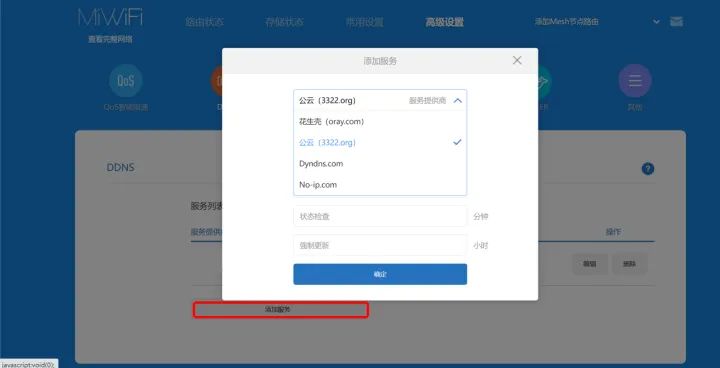 MiWiFi
查看完整网络
路由状态
存储状态
常用设置
高级设置
添加Mesh节点路由
添加服务
QoS
QoS智能限速
公云（3322.org）
服务提供商
花生壳（oray.com）
公云（3322.org）
Dyndns.com
No-ip.com
其他
DDNS
?
服务列表
服务提供
操作
状态检查
分钟
强制更新
小时
编辑
删除
确定
添加服务
javascript:void(0);